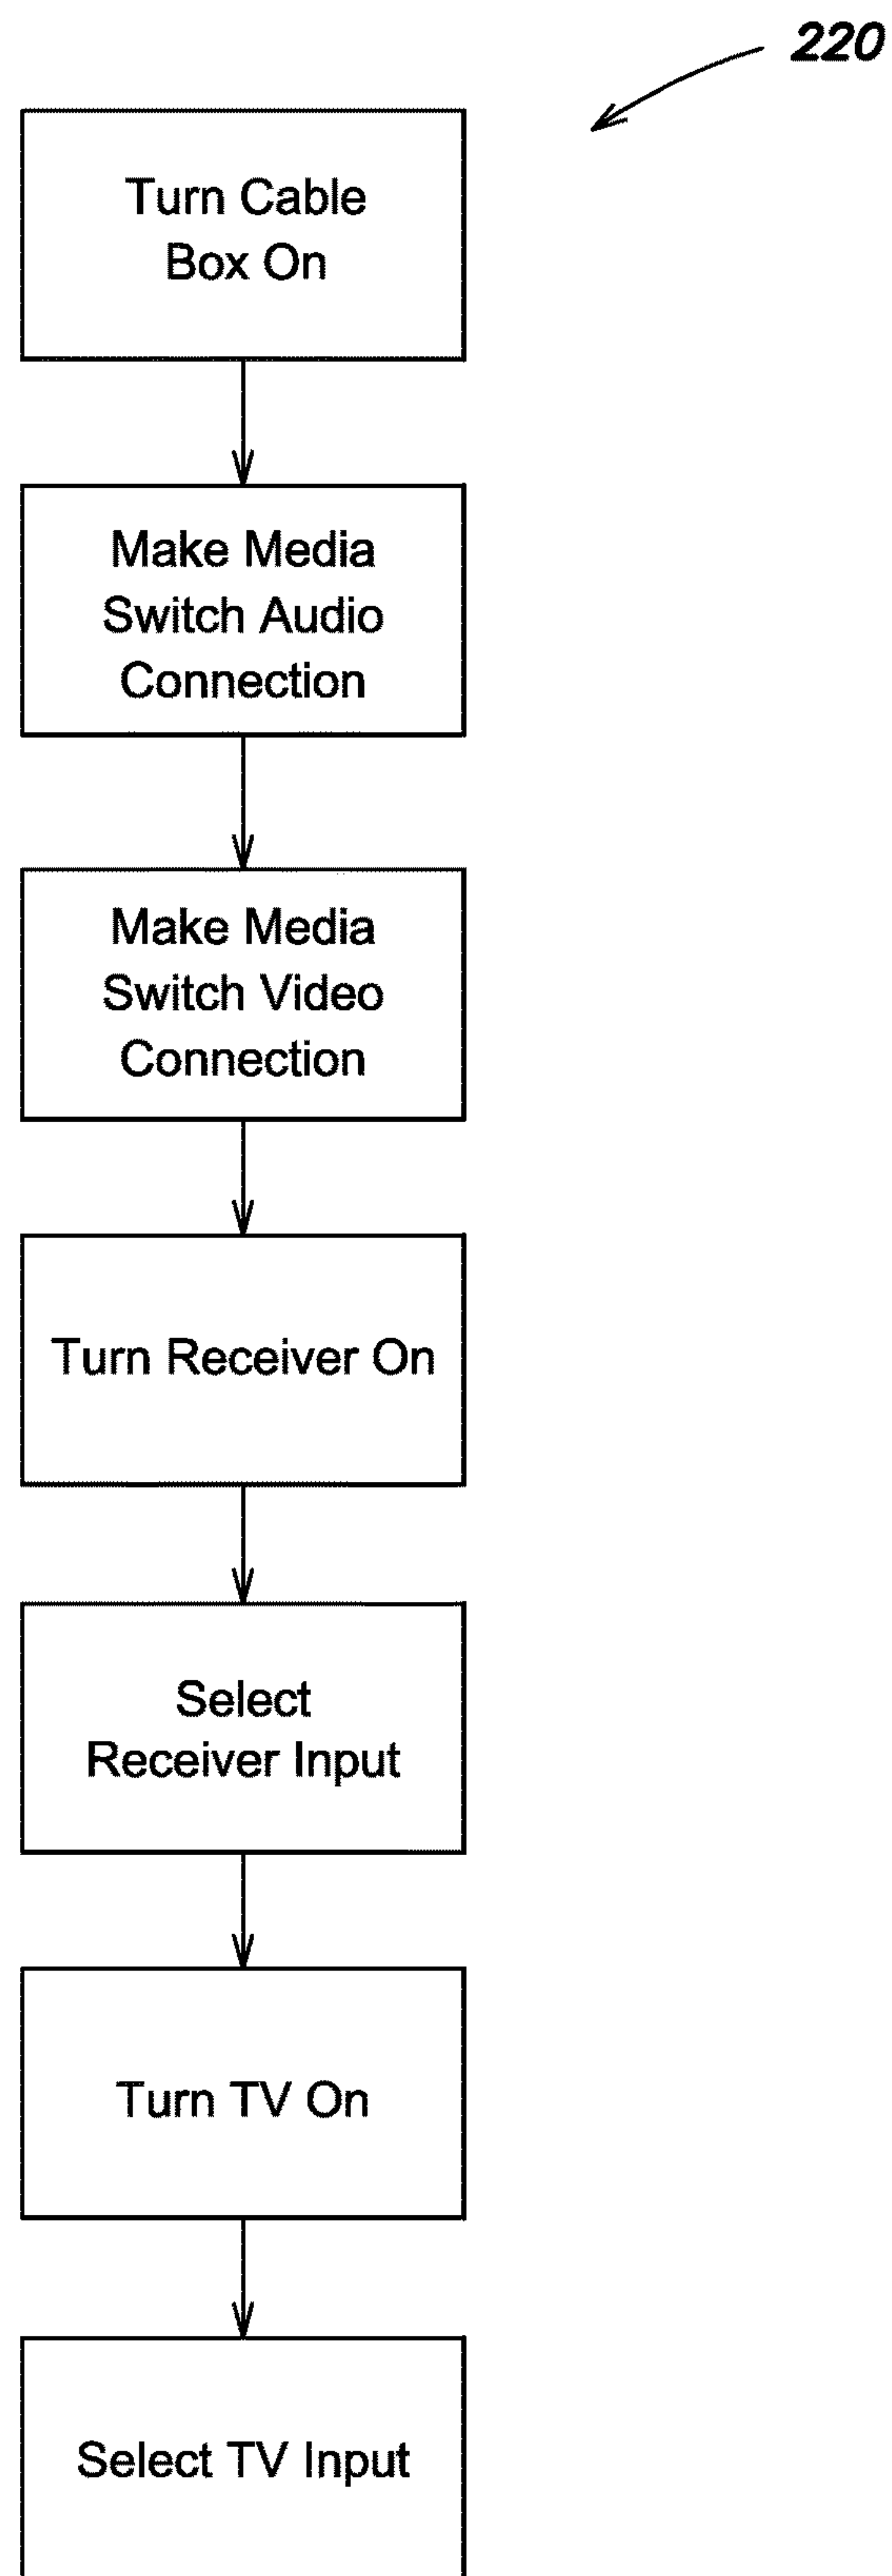 220
Turn Cable
Box On
Make Media
Switch Audio
Connection
Make Media
Switch Video
Connection
Turn Receiver On
Select
Receiver Input
Turn TV On
Select TV Input